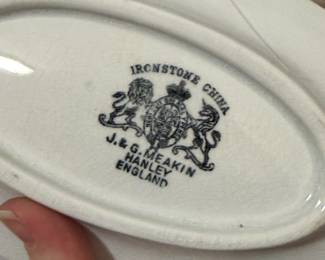 IRONSTONE CHINA
J. & G. MEAKIN
HANLEY
ENGLAND